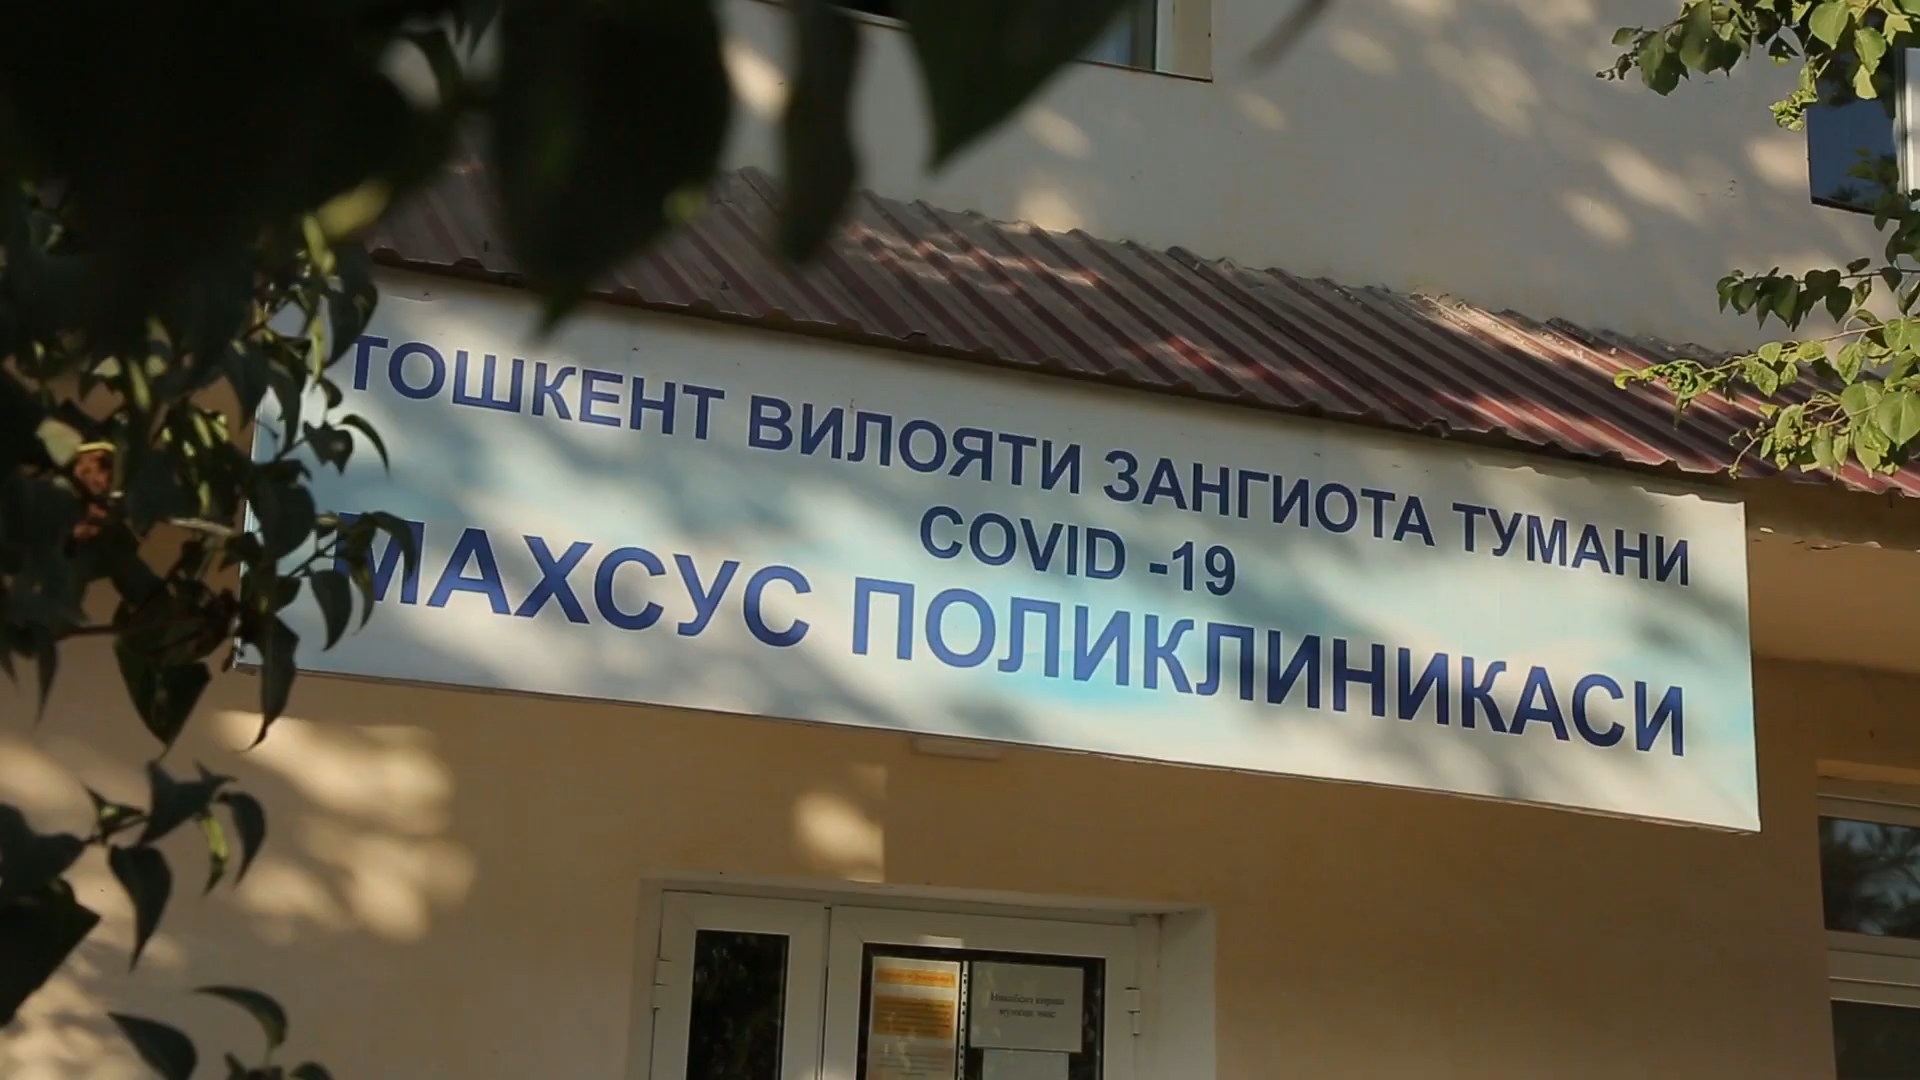 ТОШКЕНТ ВИЛОЯТИ ЗАНГИОТА ТУМАНИ
COVID -19
МАХСУС ПОЛИКЛИНИКАСИ